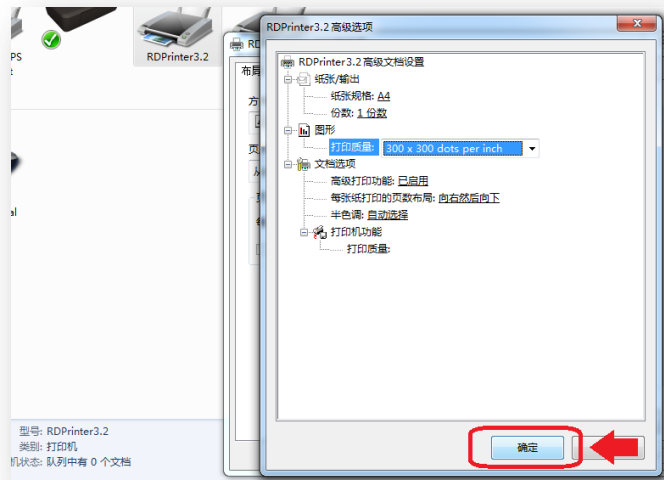 RDPrinter3.2 高级选项
PS
t
RDPrinter3.2
RD
布局
方
页
从
al
RDPrinter3.2 高级文档设置
纸张/输出
纸张规格: A4
份数: 1 份数
图形
打印质量: 300 x 300 dots per inch
文档选项
高级打印功能: 已启用
每张纸打印的页数布局: 向右然后向下
半色调: 自动选择
打印机功能
打印质量:
确定
型号: RDPrinter3.2
类别: 打印机
机状态: 队列中有 0 个文档